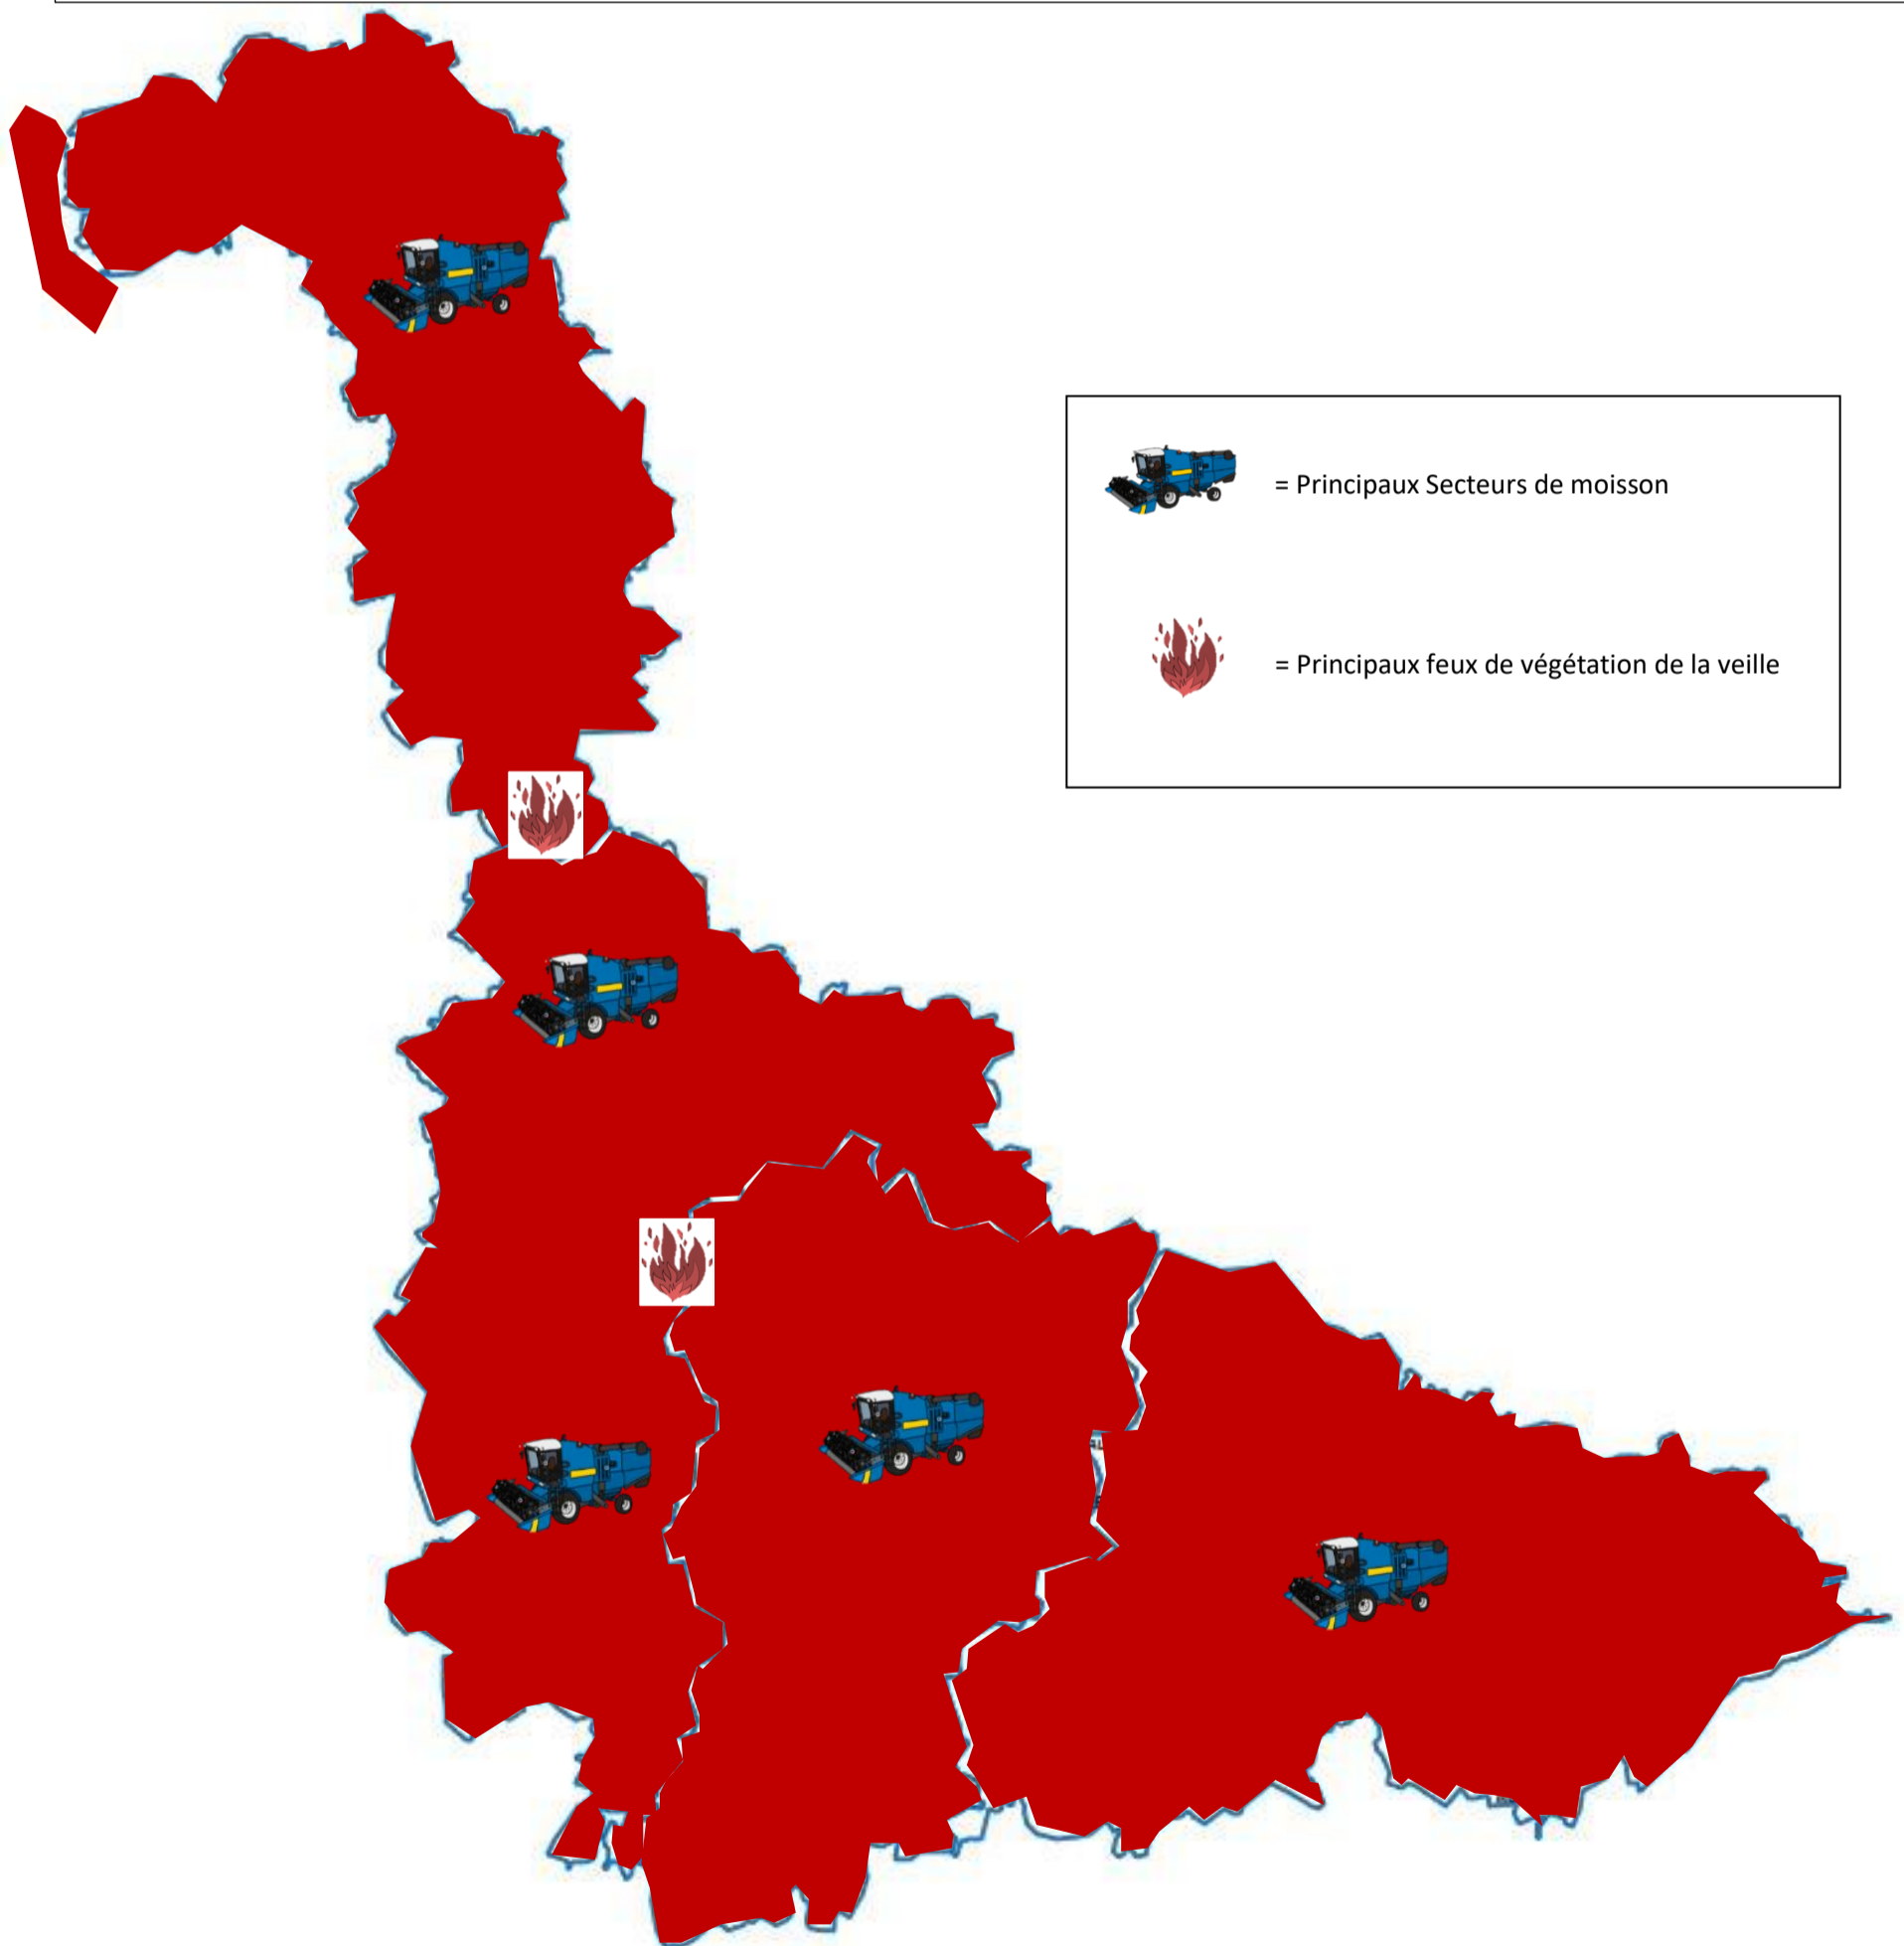 = Principaux Secteurs de moisson
= Principaux feux de végétation de la veille